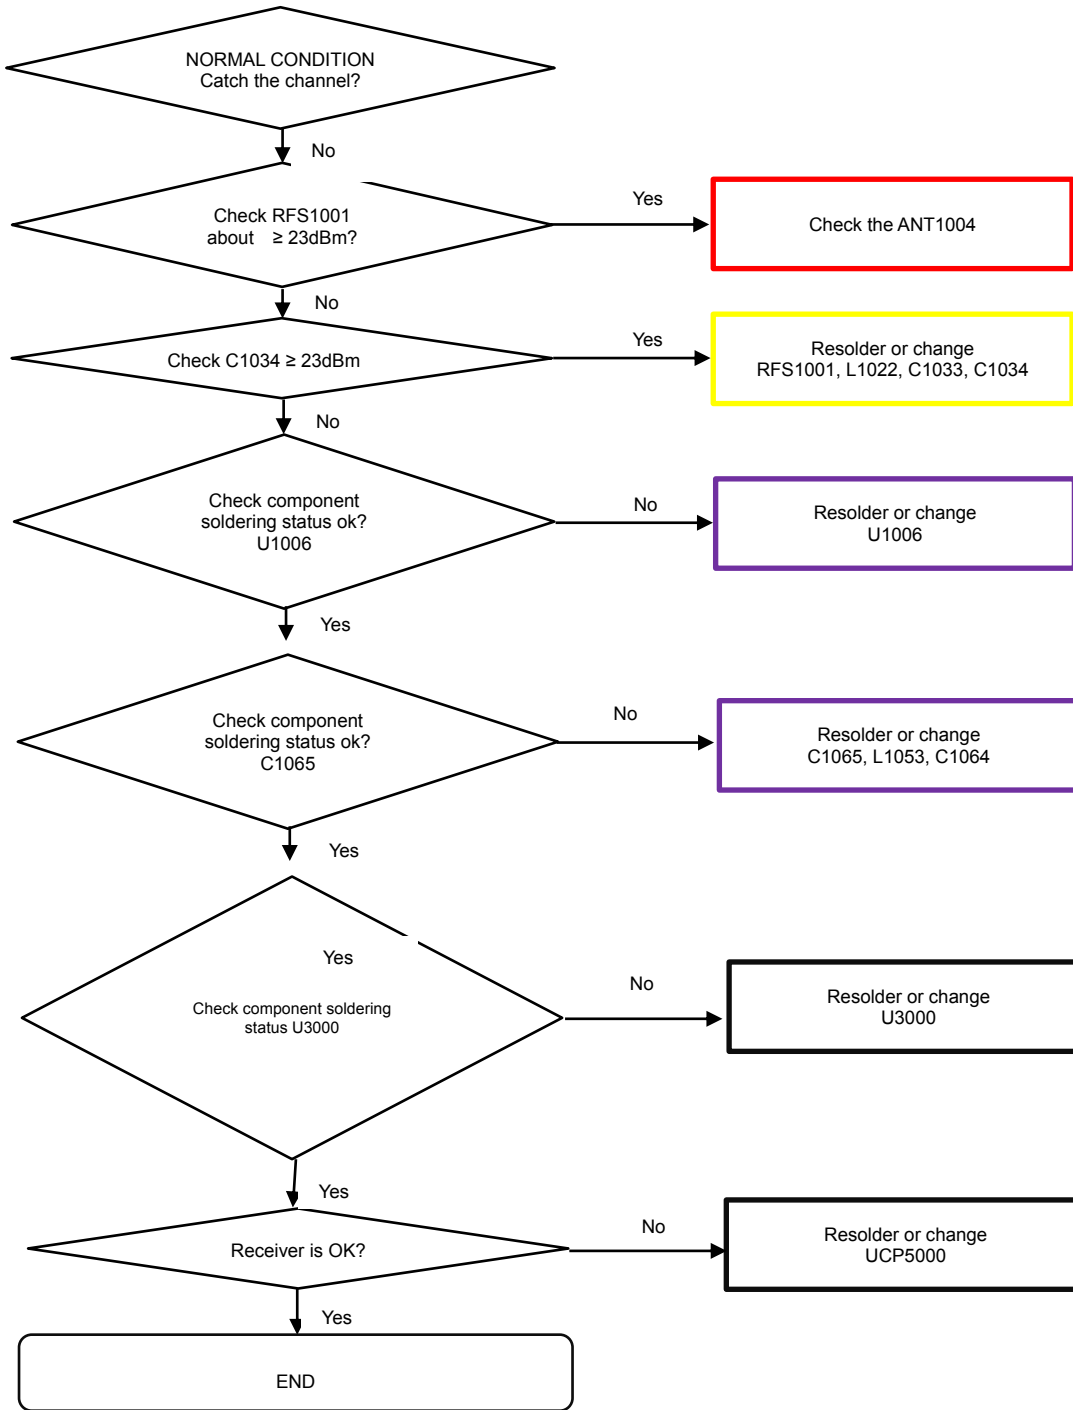 NORMAL CONDITION
Catch the channel?
No
Check RFS1001
about ≥ 23dBm?
Yes
Check the ANT1004
No
Check C1034 ≥ 23dBm
Yes
Resolder or change
RFS1001, L1022, C1033, C1034
No
Check component
soldering status ok?
U1006
No
Resolder or change
U1006
Yes
Check component
soldering status ok?
C1065
No
Resolder or change
C1065, L1053, C1064
Yes
Yes
Check component soldering
status U3000
No
Resolder or change
U3000
Yes
Receiver is OK?
No
Resolder or change
UCP5000
Yes
END